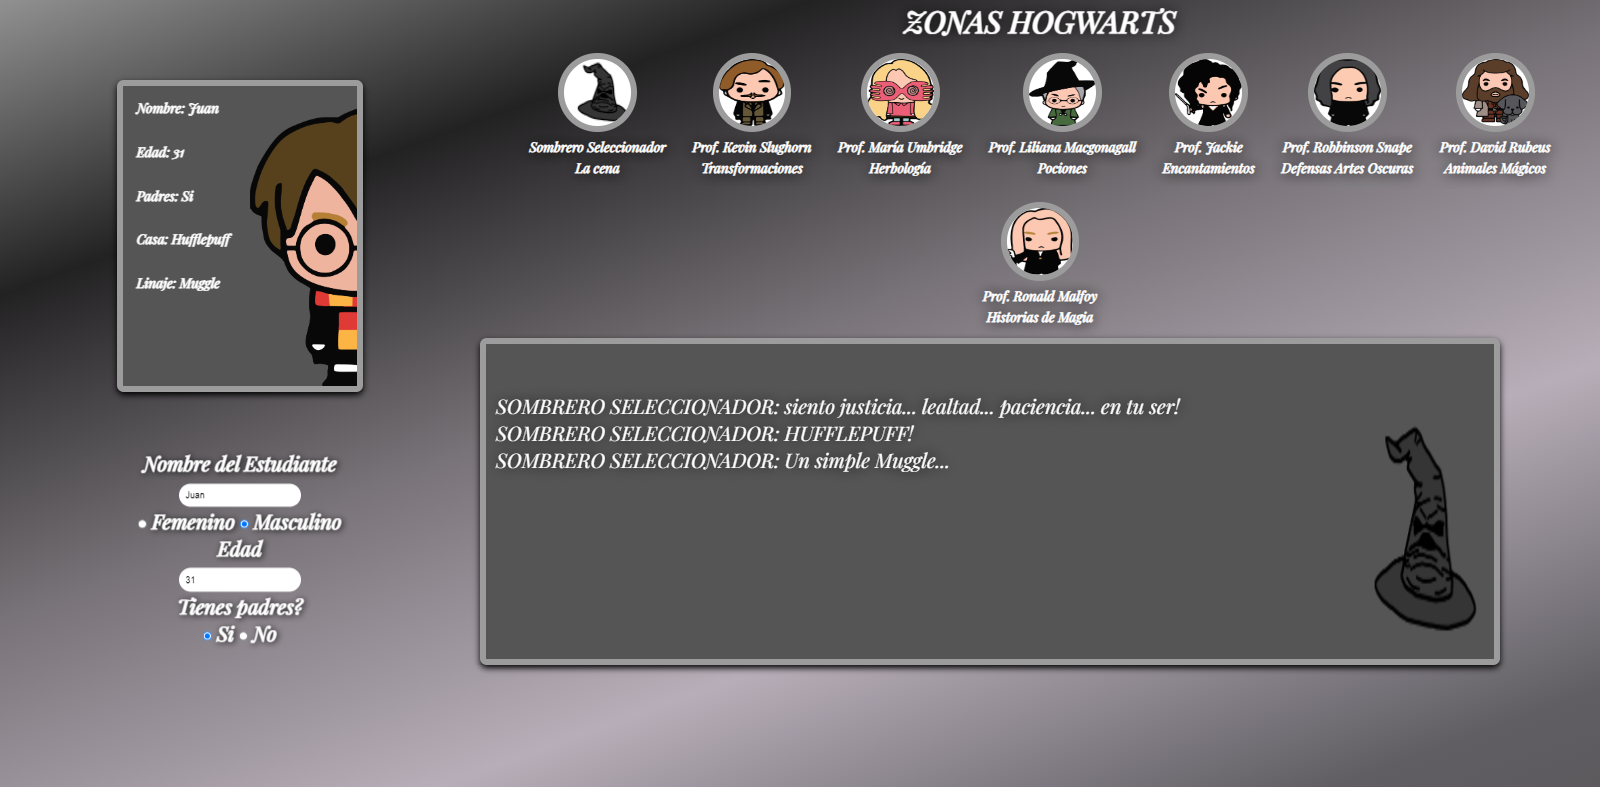 ZONAS HOGWARTS
Sombrero Seleccionador
La cena
Prof. Kevin Slughorn
Transformaciones
Prof. María Umbridge
Herbología
Prof. Liliana Macgonagall
Pociones
Prof. Jackie
Encantamientos
Prof. Robbinson Snape
Defensas Artes Oscuras
Prof. David Rubeus
Animales Mágicos
Prof. Ronald Malfoy
Historias de Magia
Nombre: Juan
Edad: 31
Padres: Si
Casa: Hufflepuff
Linaje: Muggle
Nombre del Estudiante
Juan
Femenino Masculino
Edad
31
Tienes padres?
Si No
SOMBRERO SELECCIONADOR: siento justicia... lealtad... paciencia... en tu ser!
SOMBRERO SELECCIONADOR: HUFFLEPUFF!
SOMBRERO SELECCIONADOR: Un simple Muggle...